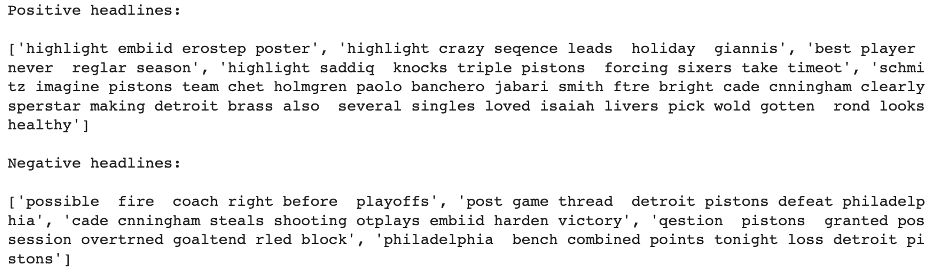 Positive headlines:
['highlight embiid erostep poster', 'highlight crazy seqence leads  holiday  giannis', 'best player
never  reglar season', 'highlight saddiq  knocks triple pistons  forcing sixers take timeot', 'schmi
tz imagine pistons team chet holmgren paolo banchero jabari smith ftre bright cade cnningham clearly
sperstar making detroit brass also  several singles loved isaiah livers pick wold gotten  rond looks
healthy']
Negative headlines:
['possible  fire  coach right before  playoffs', 'post game thread  detroit pistons defeat philadelp
hia', 'cade cnningham steals shooting otplays embiid harden victory', 'qestion  pistons  granted pos
session overtrned goaltend rled block', 'philadelphia  bench combined points tonight loss detroit pi
stons']